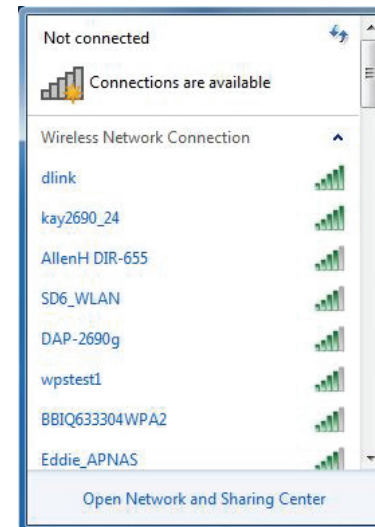 Not connected
Connections are available
Wireless Network Connection
dlink
kay2690_24
AllenH DIR-655
SD6_WLAN
DAP-2690g
wpstest1
BBIQ633304WPA2
Eddie_APNAS
Open Network and Sharing Center